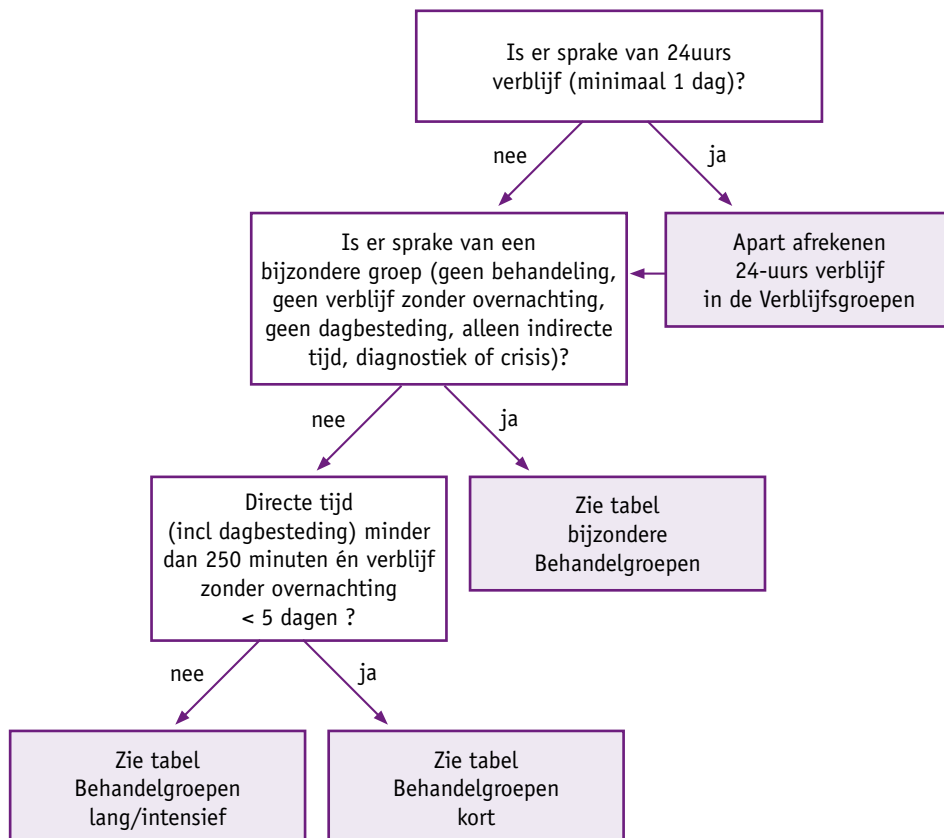 Is er sprake van 24uurs
verblijf (minimaal 1 dag)?
nee
ja
Is er sprake van een
bijzondere groep (geen behandeling,
geen verblijf zonder overnachting,
geen dagbesteding, alleen indirecte
tijd, diagnostiek of crisis)?
Apart afrekenen
24-uurs verblijf
in de Verblijfsgroepen
nee
ja
Directe tijd
(incl dagbesteding) minder
dan 250 minuten én verblijf
zonder overnachting
< 5 dagen ?
Zie tabel
bijzondere
Behandelgroepen
nee
ja
Zie tabel
Behandelgroepen
lang/intensief
Zie tabel
Behandelgroepen
kort